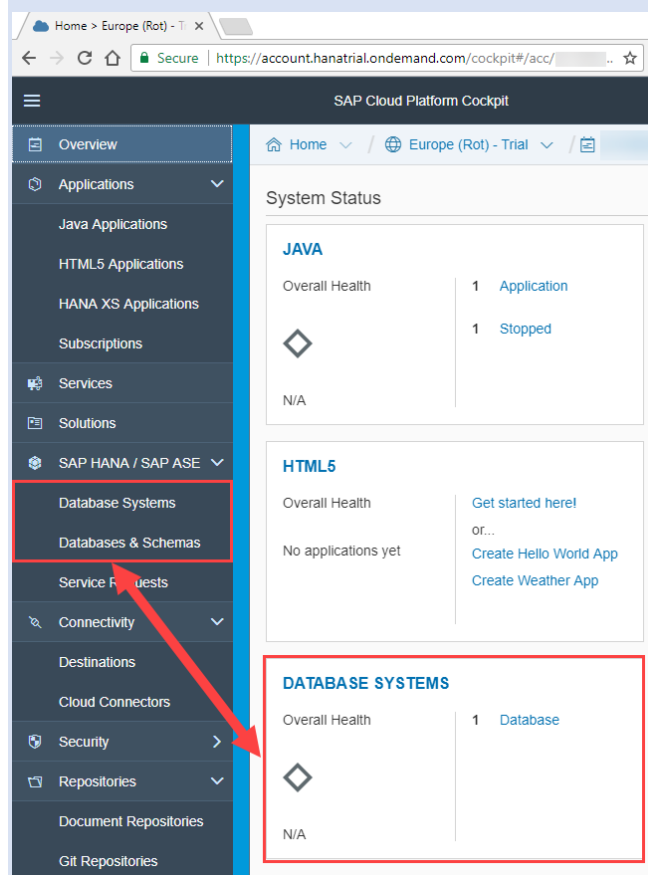 Home > Europe (Rot) - Tr
Secure | https://account.hanatrial.ondemand.com/cockpit#/acc/ ..
SAP Cloud Platform Cockpit
Overview
Applications
Java Applications
HTML5 Applications
HANA XS Applications
Subscriptions
Services
Solutions
SAP HANA / SAP ASE
Database Systems
Databases & Schemas
Service Requests
Connectivity
Destinations
Cloud Connectors
Security
Repositories
Document Repositories
Git Repositories
Home / Europe (Rot) - Trial /
System Status
JAVA
Overall Health
N/A
1 Application
1 Stopped
HTML5
Overall Health
No applications yet
Get started here!
or...
Create Hello World App
Create Weather App
DATABASE SYSTEMS
Overall Health
N/A
1 Database